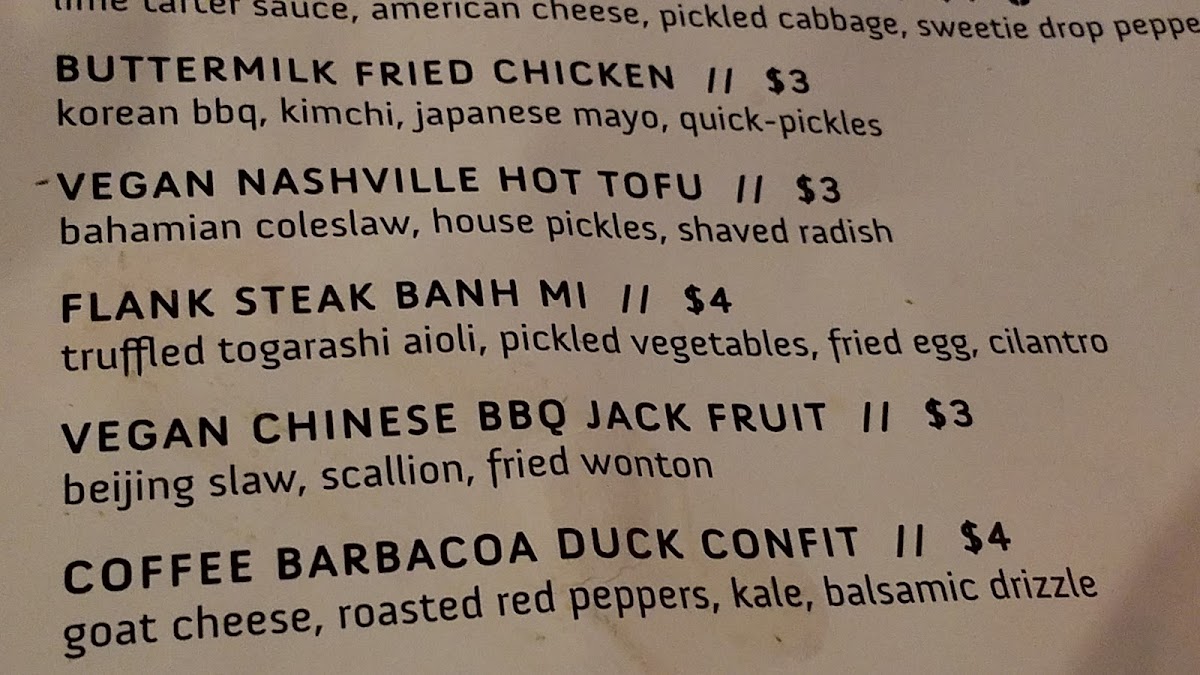 tarter sauce, american cheese, pickled cabbage, sweetie drop
BUTTERMILK FRIED CHICKEN // $3
korean bbq, kimchi, japanese mayo, quick-pickles
VEGAN NASHVILLE HOT TOFU // $3
bahamian coleslaw, house pickles, shaved radish
FLANK STEAK BANH MI // $4
truffled togarashi aioli, pickled vegetables, fried egg, cilantro
VEGAN CHINESE BBQ JACK FRUIT // $3
beijing slaw, scallion, fried wonton
COFFEE BARBACOA DUCK CONFIT // $4
goat cheese, roasted red peppers, kale, balsamic drizzle